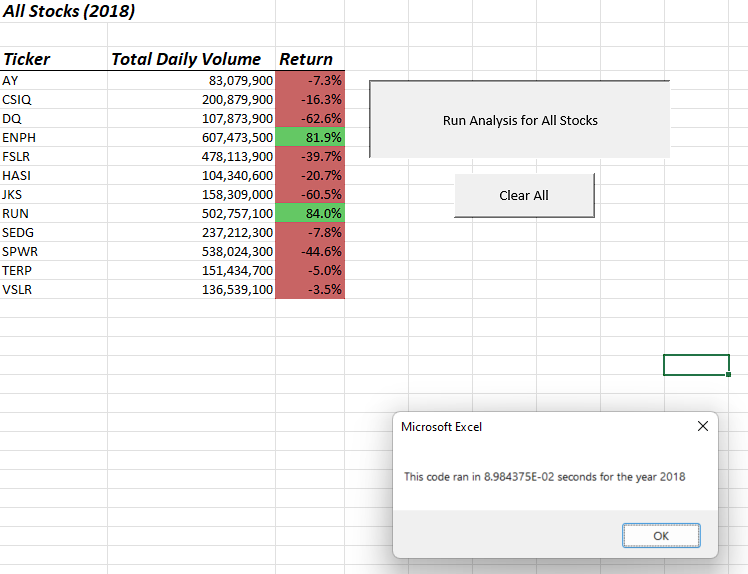 All Stocks (2018)
Ticker Total Daily Volume Return
AY 83,079,900 -7.3%
CSIQ 200,879,900 -16.3%
DQ 107,873,900 -62.6%
ENPH 607,473,500 81.9%
FSLR 478,113,900 -39.7%
HASI 104,340,600 -20.7%
JKS 158,309,000 -60.5%
RUN 502,757,100 84.0%
SEDG 237,212,300 -7.8%
SPWR 538,024,300 -44.6%
TERP 151,434,700 -5.0%
VSLR 136,539,100 -3.5%
Run Analysis for All Stocks
Clear All
Microsoft Excel
This code ran in 8.984375E-02 seconds for the year 2018
OK